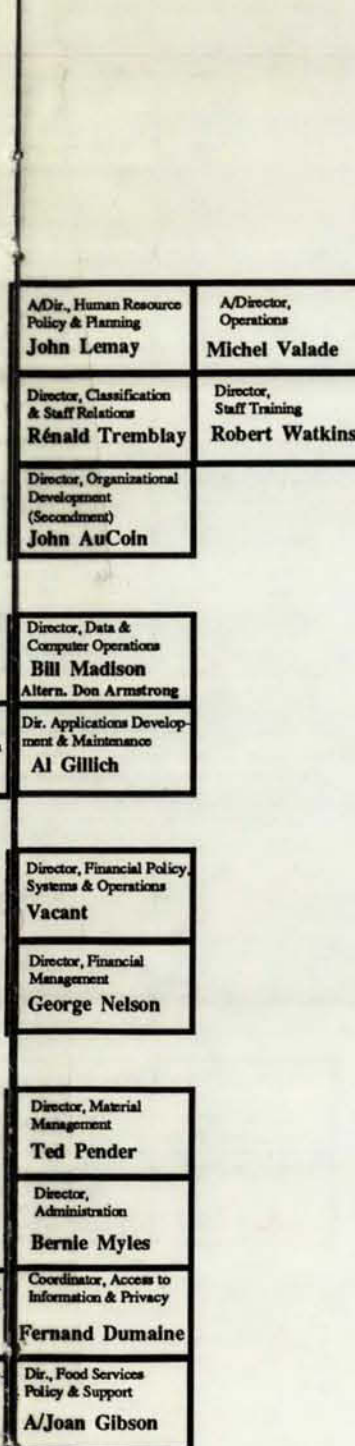 A/Dir., Human Resource
Policy & Planning
John Lemay
A/Director,
Operations
Michel Valade
Director, Classification
& Staff Relations
Rénald Tremblay
Director,
Staff Training
Robert Watkins
Director, Organizational
Development
(Secondment)
John AuCoin
Director, Data &
Computer Operations
Bill Madison
Altern. Don Armstrong
Dir. Applications Develop-
ment & Maintenance
Al Gillich
Director, Financial Policy,
Systems & Operations
Vacant
Director, Financial
Management
George Nelson
Director, Material
Management
Ted Pender
Director,
Administration
Bernie Myles
Coordinator, Access to
Information & Privacy
Fernand Dumaine
Dir., Food Services
Policy & Support
A/Joan Gibson